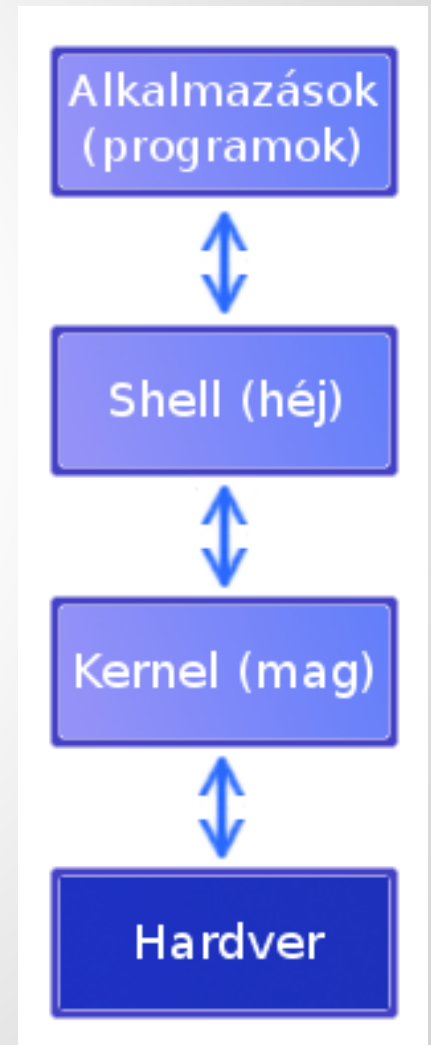 Alkalmazások
(programok)
Shell (héj)
Kernel (mag)
Hardver